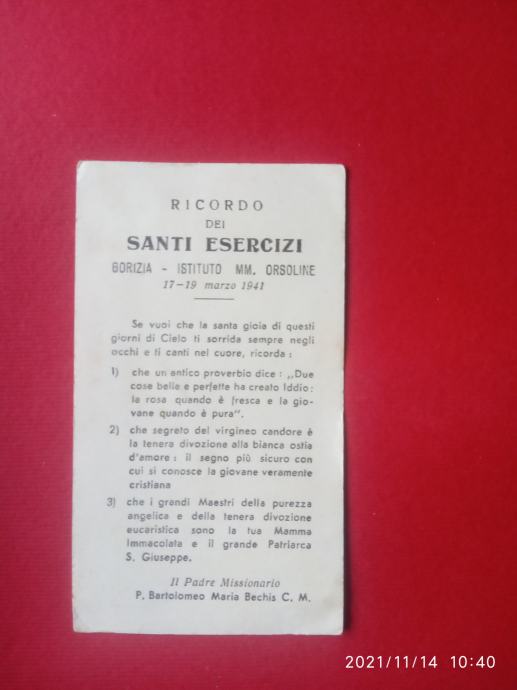 RICORDO
DEI
SANTI ESERCIZI
GORIZIA - ISTITUTO MM. ORSOLINE
17-19 marzo 1941
Se vuoi che la santa gioia di questi
giorni di Cielo ti sorrida sempre negli
occhi e ti canti nel cuore, ricorda :
1) che un antico proverbio dice : „Due
cose belle e perfette ha creato Iddio:
la rosa quando è fresca e la gio-
vane quando è pura".
2) che segreto del virgineo candore è
la tenera divozione alla bianca ostia
d'amore : il segno più sicuro con
cui si conosce la giovane veramente
cristiana
3) che i grandi Maestri della purezza
angelica e della tenera divozione
eucaristica sono la tua Mamma
Immacolata e il grande Patriarca
S. Giuseppe.
Il Padre Missionario
P. Bartolomeo Maria Bechis C. M.
2021/11/14 10:40